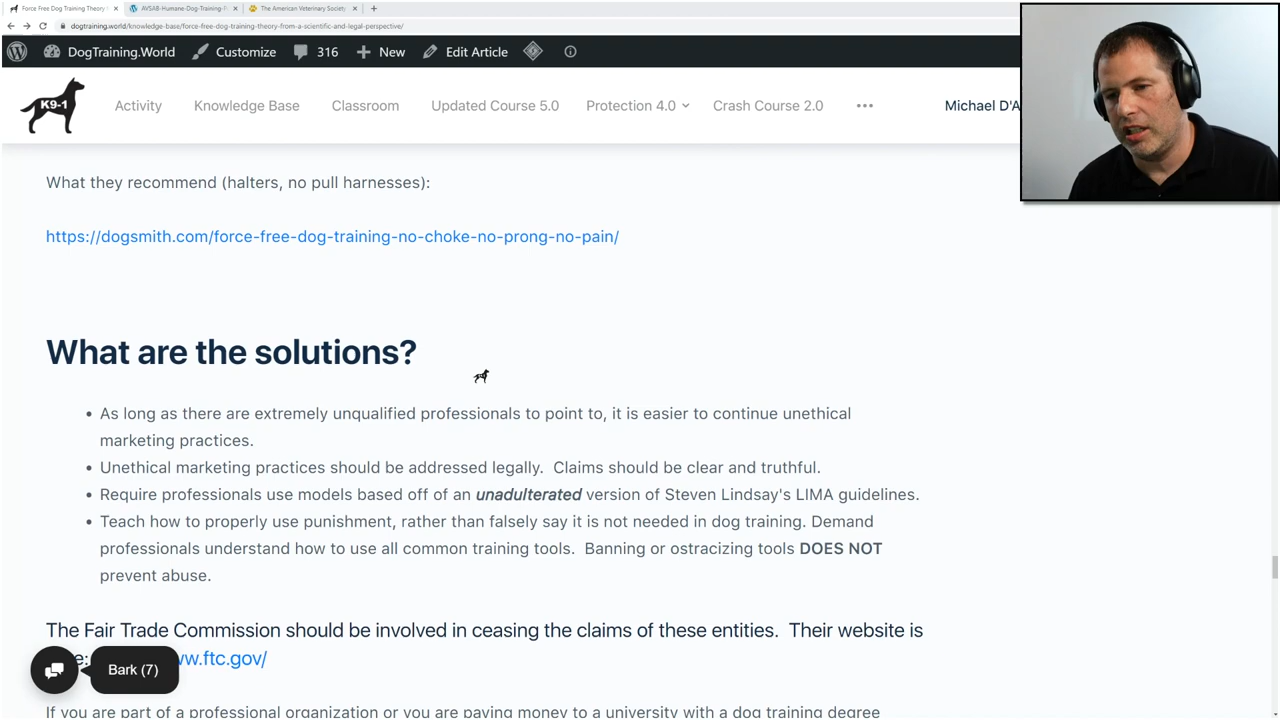 Force Free Dog Training Theory
AVSAB-Humane-Dog-Training-
The American Veterinary Society
dogtraining.world/knowledge-base/force-free-dog-training-theory-from-a-scientific-and-legal-perspective/
DogTraining.World Customize 316 New Edit Article
K9-1
Activity Knowledge Base Classroom Updated Course 5.0 Protection 4.0 Crash Course 2.0 ••• Michael D'A
What they recommend (halters, no pull harnesses):
https://dogsmith.com/force-free-dog-training-no-choke-no-prong-no-pain/
What are the solutions?
• As long as there are extremely unqualified professionals to point to, it is easier to continue unethical
marketing practices.
• Unethical marketing practices should be addressed legally. Claims should be clear and truthful.
• Require professionals use models based off of an unadulterated version of Steven Lindsay's LIMA guidelines.
• Teach how to properly use punishment, rather than falsely say it is not needed in dog training. Demand
professionals understand how to use all common training tools. Banning or ostracizing tools DOES NOT
prevent abuse.
The Fair Trade Commission should be involved in ceasing the claims of these entities. Their website is
e: ww.ftc.gov/
Bark (7)
If you are part of a professional organization or you are paying money to a university with a dog training degree